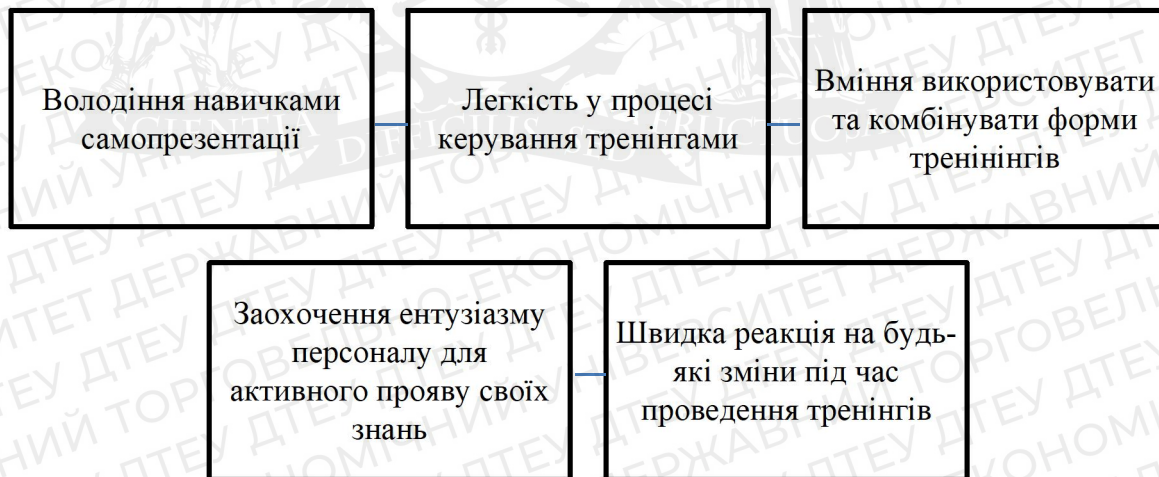 Володіння навичками
самопрезентації
Легкість у процесі
керування тренінгами
Вміння використовувати
та комбінувати форми
тренінінгів
Заохочення ентузіазму
персоналу для
активного прояву своїх
знань
Швидка реакція на будь-
які зміни під час
проведення тренінгів